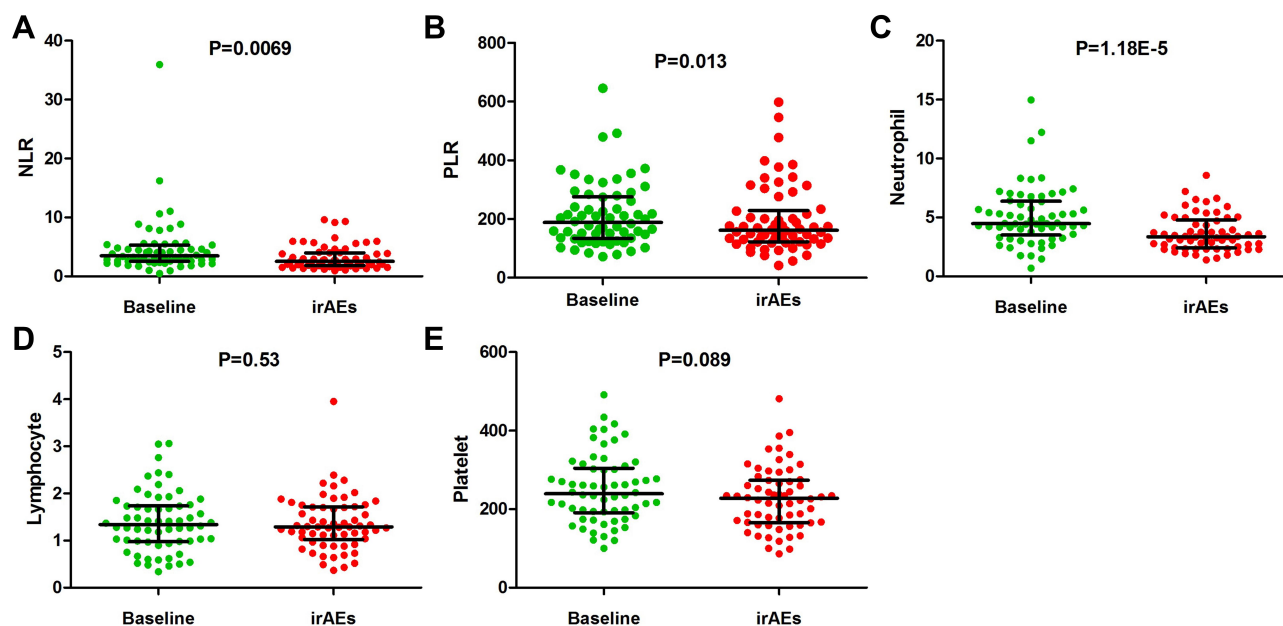 A
P=0.0069
NLR
40
30
20
10
0
Baseline irAEs
B
P=0.013
PLR
800
600
400
200
0
Baseline irAEs
C
P=1.18E-5
Neutrophil
20
15
10
5
0
Baseline irAEs
D
P=0.53
Lymphocyte
5
4
3
2
1
0
Baseline irAEs
E
P=0.089
Platelet
600
400
200
0
Baseline irAEs